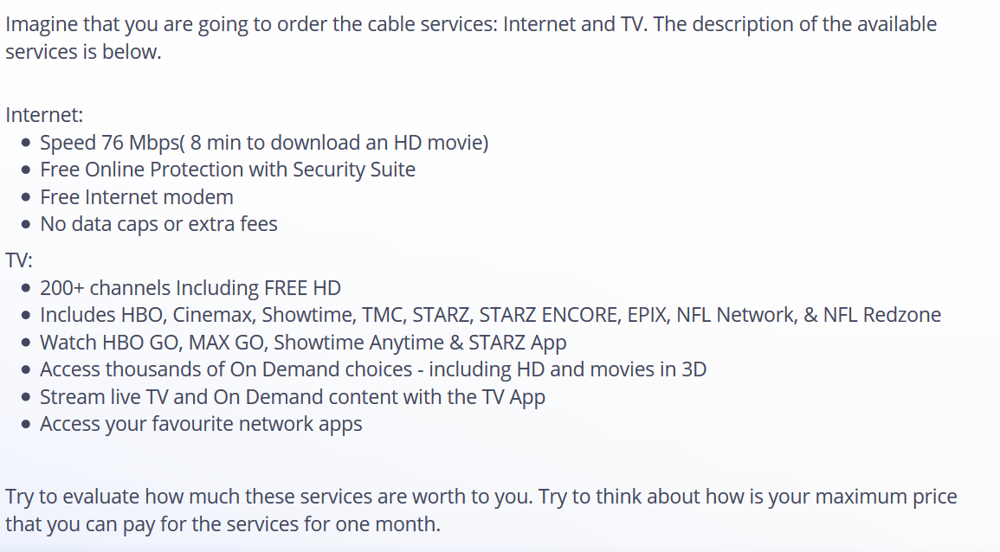 Imagine that you are going to order the cable services: Internet and TV. The description of the available
services is below.
Internet:
• Speed 76 Mbps( 8 min to download an HD movie)
• Free Online Protection with Security Suite
• Free Internet modem
• No data caps or extra fees
TV:
• 200+ channels Including FREE HD
• Includes HBO, Cinemax, Showtime, TMC, STARZ, STARZ ENCORE, EPIX, NFL Network, & NFL Redzone
• Watch HBO GO, MAX GO, Showtime Anytime & STARZ App
• Access thousands of On Demand choices - including HD and movies in 3D
• Stream live TV and On Demand content with the TV App
• Access your favourite network apps
Try to evaluate how much these services are worth to you. Try to think about how is your maximum price
that you can pay for the services for one month.